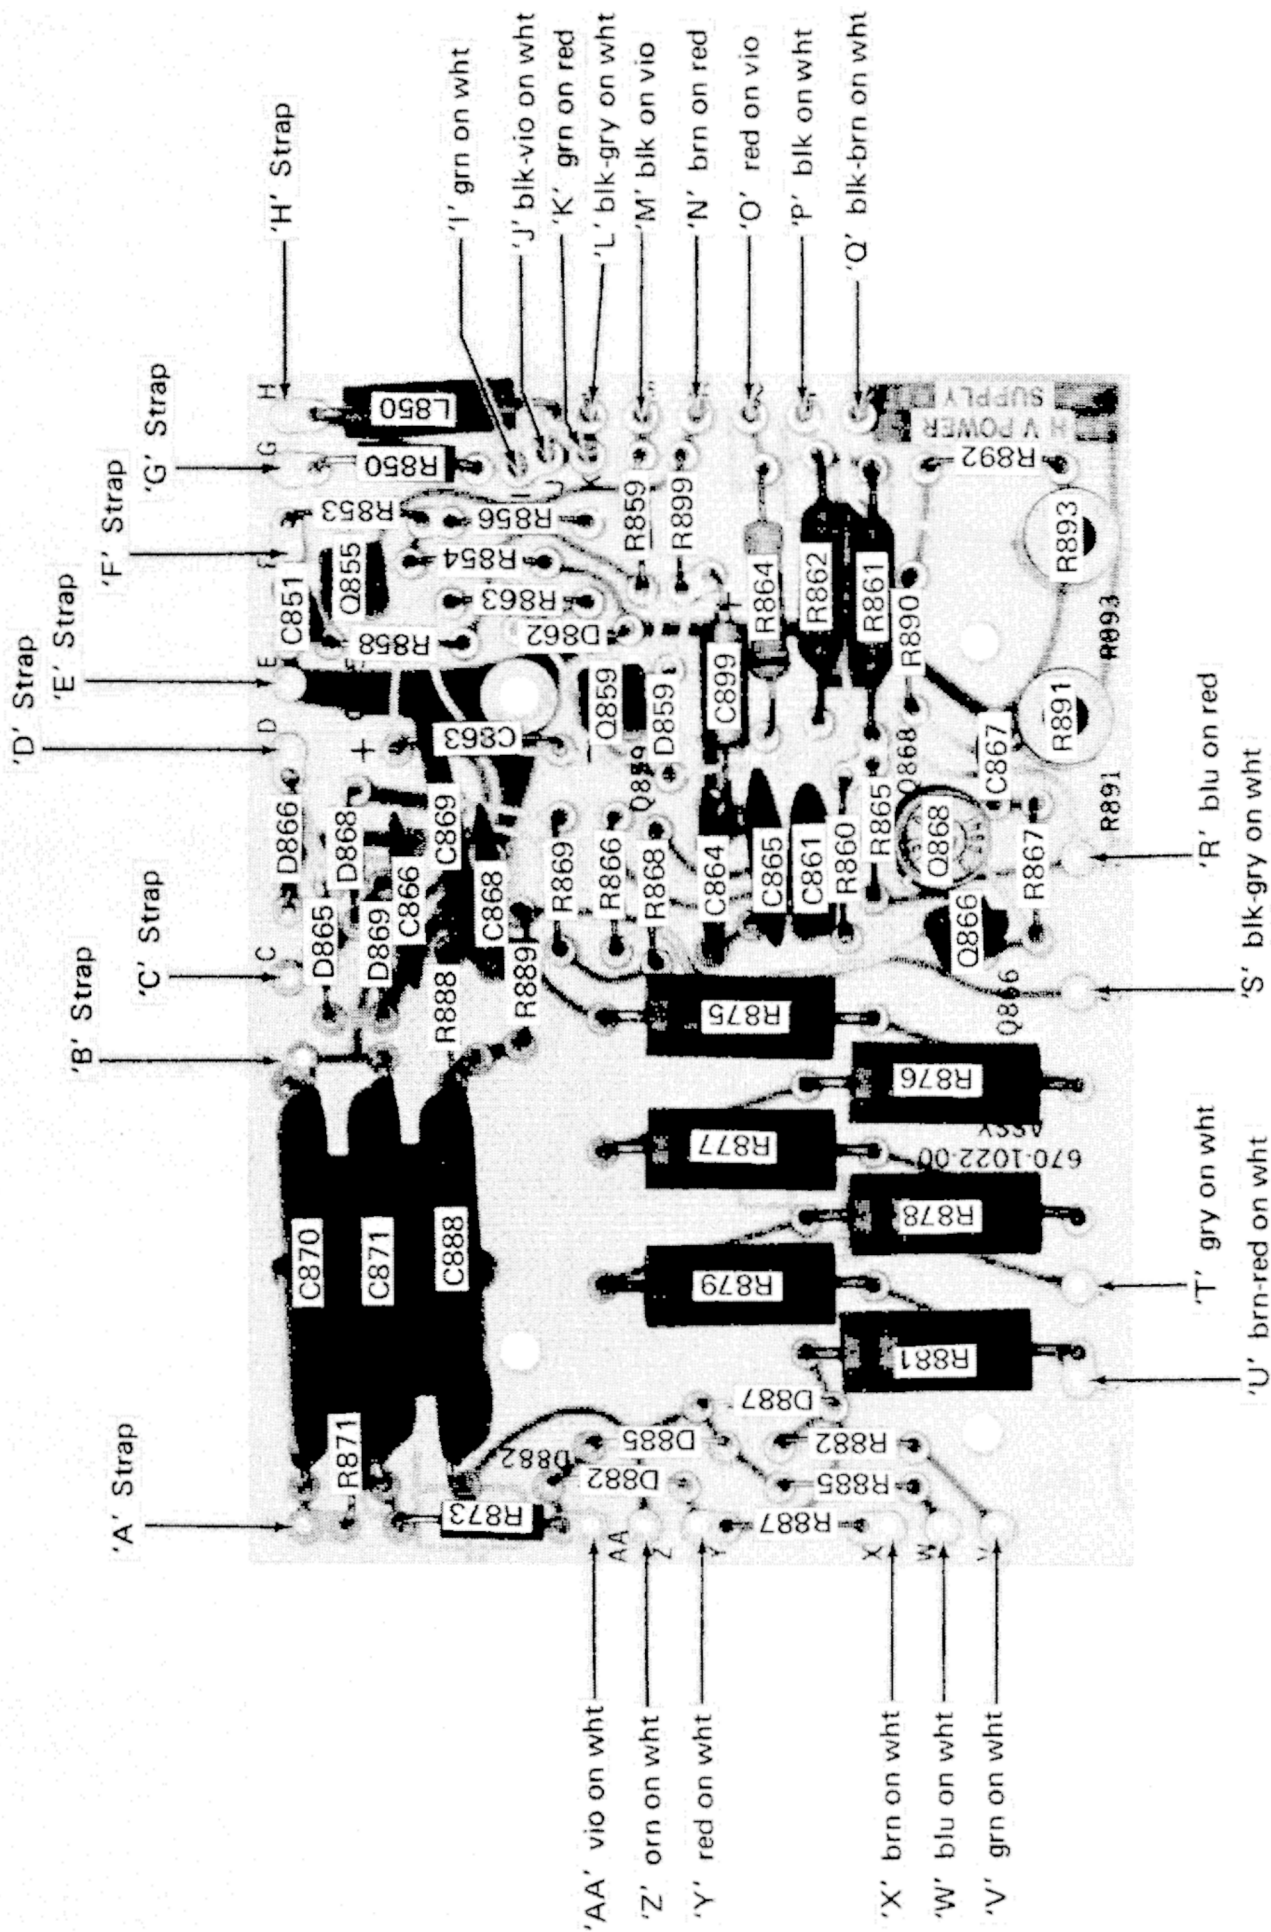 'A' Strap
'B' Strap
'C' Strap
'D' Strap
'E' Strap
'F' Strap
'G' Strap
'H' Strap
'I' grn on wht
'J' blk-vio on wht
'K' grn on red
'L' blk-gry on wht
'M' blk on vio
'N' brn on red
'O' red on vio
'P' blk on wht
'Q' blk-brn on wht
'R' blu on red
'S' blk-gry on wht
'T' gry on wht
'U' brn-red on wht
'V' grn on wht
'W' blu on wht
'X' brn on wht
'Y' red on wht
'Z' orn on wht
'AA' vio on wht
C
D
E
G
H
I
J
K
L850
R850
R853
R856
R854
R863
R858
D862
C851
Q855
C863
Q859
D859
Q859
R859
R899
C899
R864
R862
R861
R890
R892
R893
R893
R891
R891
H V POWER
SUPPLY
D866
D868
D865
D869
C866
C869
C868
R888
R889
R869
R866
R868
C864
C865
C861
R860
R865
Q868
Q868
C867
R867
Q866
Q866
C870
C871
C888
R875
R876
R877
R878
R879
R881
670-1022-00
ASSY
R871
R873
D882
D882
D885
D887
R882
R885
R887
AA
Z
Y
X
W
V